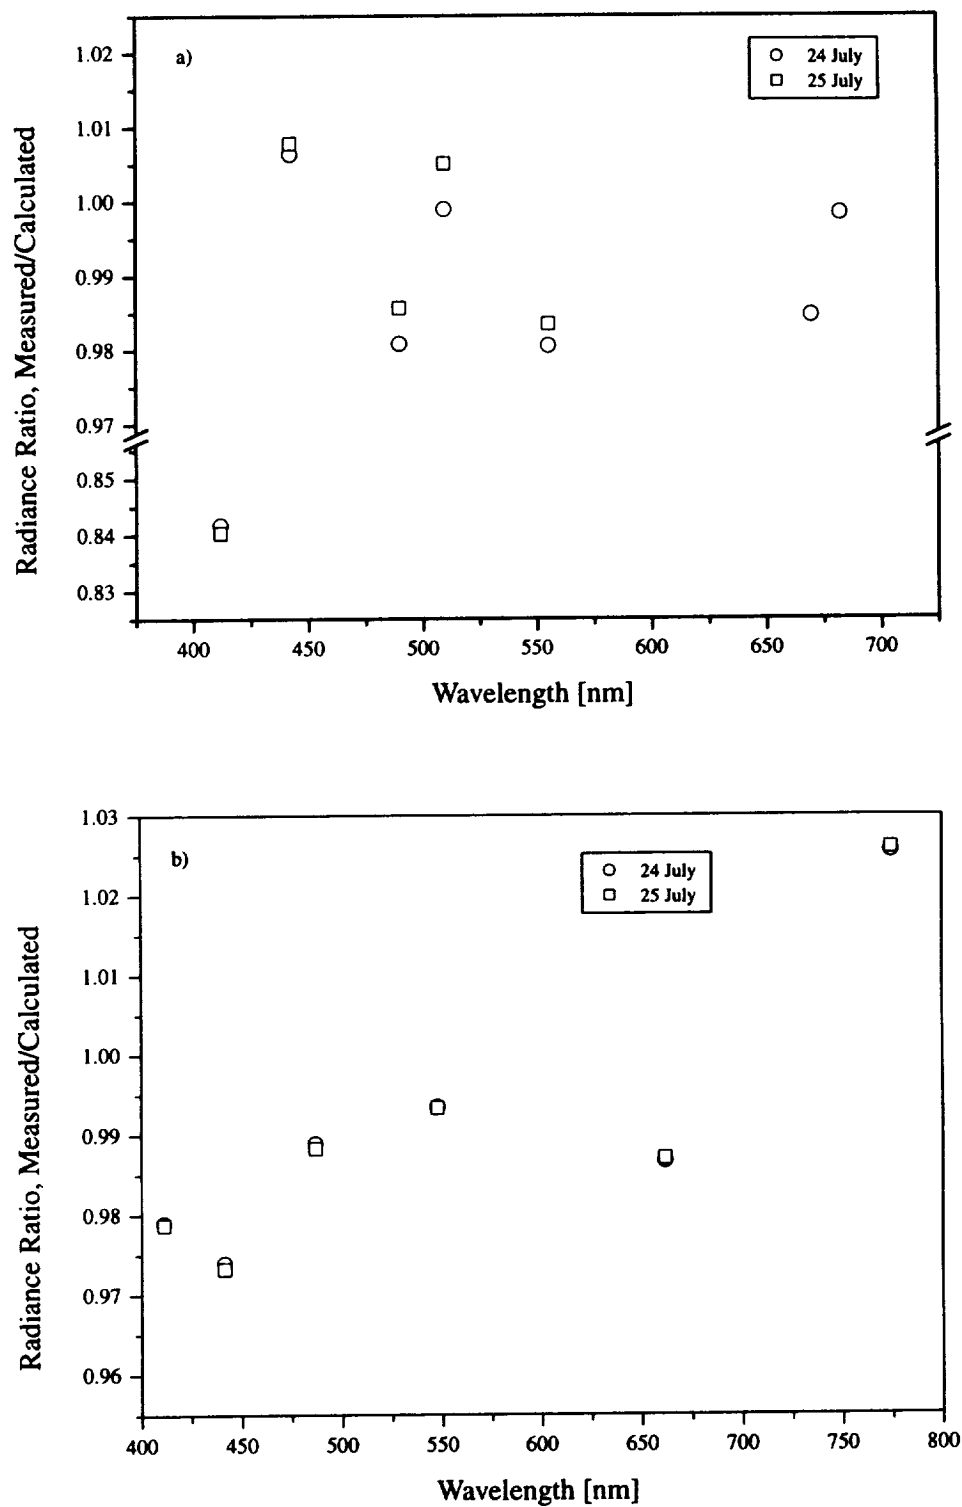 a)
24 July
25 July
1.02
1.01
1.00
0.99
0.98
0.97
0.85
0.84
0.83
Radiance Ratio, Measured/Calculated
400 450 500 550 600 650 700
Wavelength [nm]
b)
24 July
25 July
1.03
1.02
1.01
1.00
0.99
0.98
0.97
0.96
Radiance Ratio, Measured/Calculated
400 450 500 550 600 650 700 750 800
Wavelength [nm]